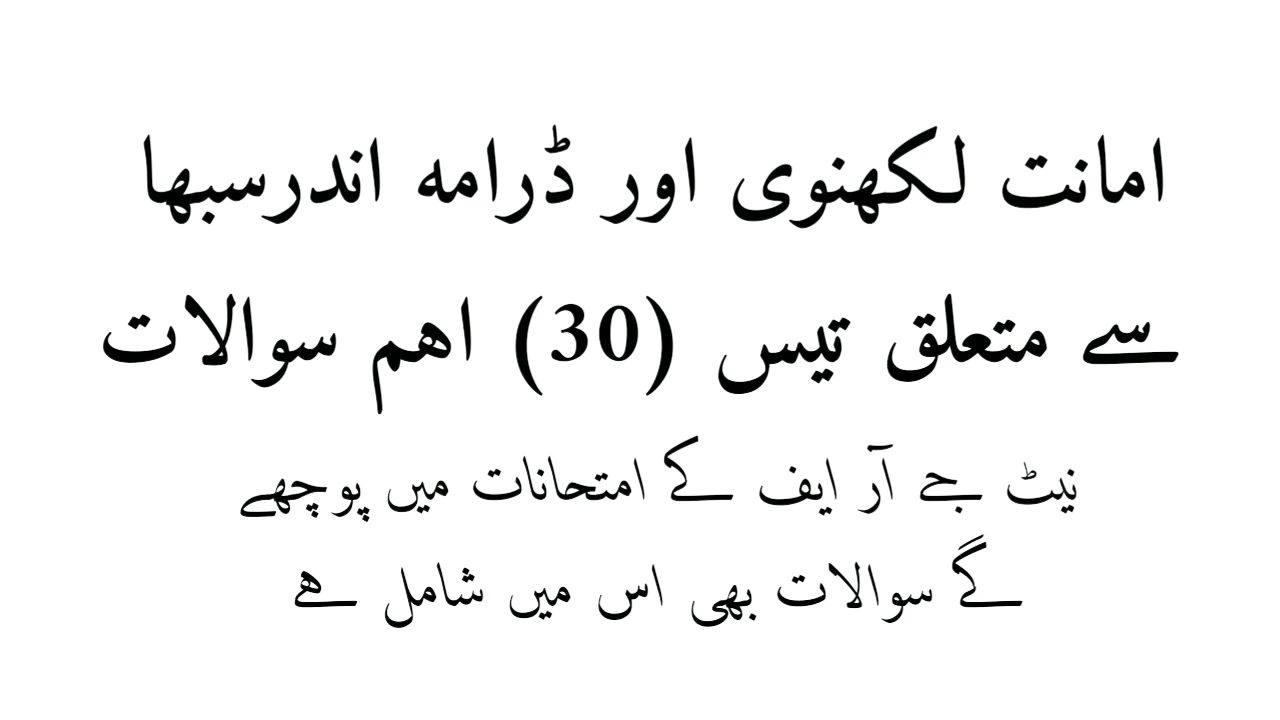 امانت لکھنوی اور ڈرامہ اندرسبھا
سے متعلق تیس (30) اہم سوالات
نیٹ جے آر ایف کے امتحانات میں پوچھے
گے سوالات بھی اس میں شامل ہے